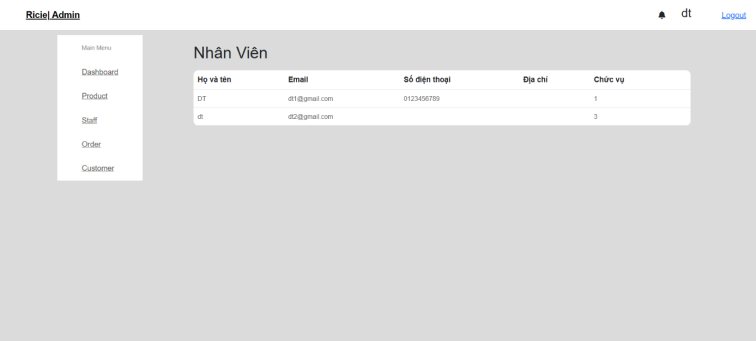 Riciel Admin
dt
Logout
Main Menu
Dashboard
Product
Staff
Order
Customer
Nhân Viên
Họ và tên Email Số điện thoại Địa chỉ Chức vụ
DT dt1@gmail.com 0123456789 1
dt dt2@gmail.com 3